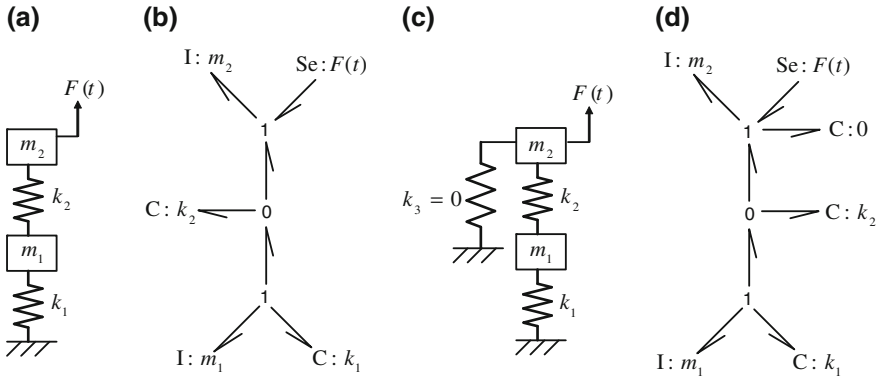 (a)
F(t)
m₂
k₂
m₁
k₁
(b)
I: m₂
Se: F(t)
1
C: k₂
0
1
I: m₁
C: k₁
(c)
F(t)
m₂
k₃ = 0
k₂
m₁
k₁
(d)
I: m₂
Se: F(t)
1
C: 0
0
C: k₂
1
I: m₁
C: k₁